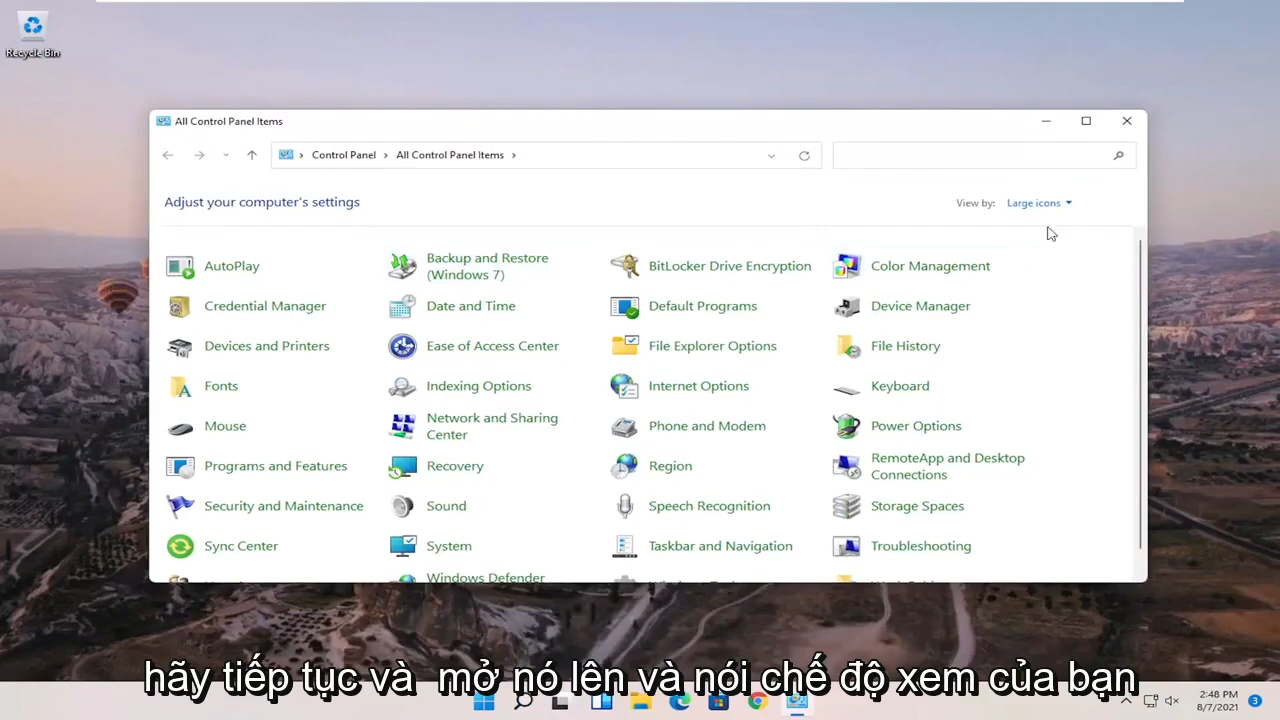 Recycle Bin
All Control Panel Items
Control Panel › All Control Panel Items ›
Adjust your computer's settings
View by: Large icons
AutoPlay
Backup and Restore
(Windows 7)
BitLocker Drive Encryption
Color Management
Credential Manager
Date and Time
Default Programs
Device Manager
Devices and Printers
Ease of Access Center
File Explorer Options
File History
Fonts
Indexing Options
Internet Options
Keyboard
Mouse
Network and Sharing
Center
Phone and Modem
Power Options
Programs and Features
Recovery
Region
RemoteApp and Desktop
Connections
Security and Maintenance
Sound
Speech Recognition
Storage Spaces
Sync Center
System
Taskbar and Navigation
Troubleshooting
Windows Defender
hãy tiếp tục và mở nó lên và nói chế độ xem của bạn
2:48 PM
8/7/2021
3